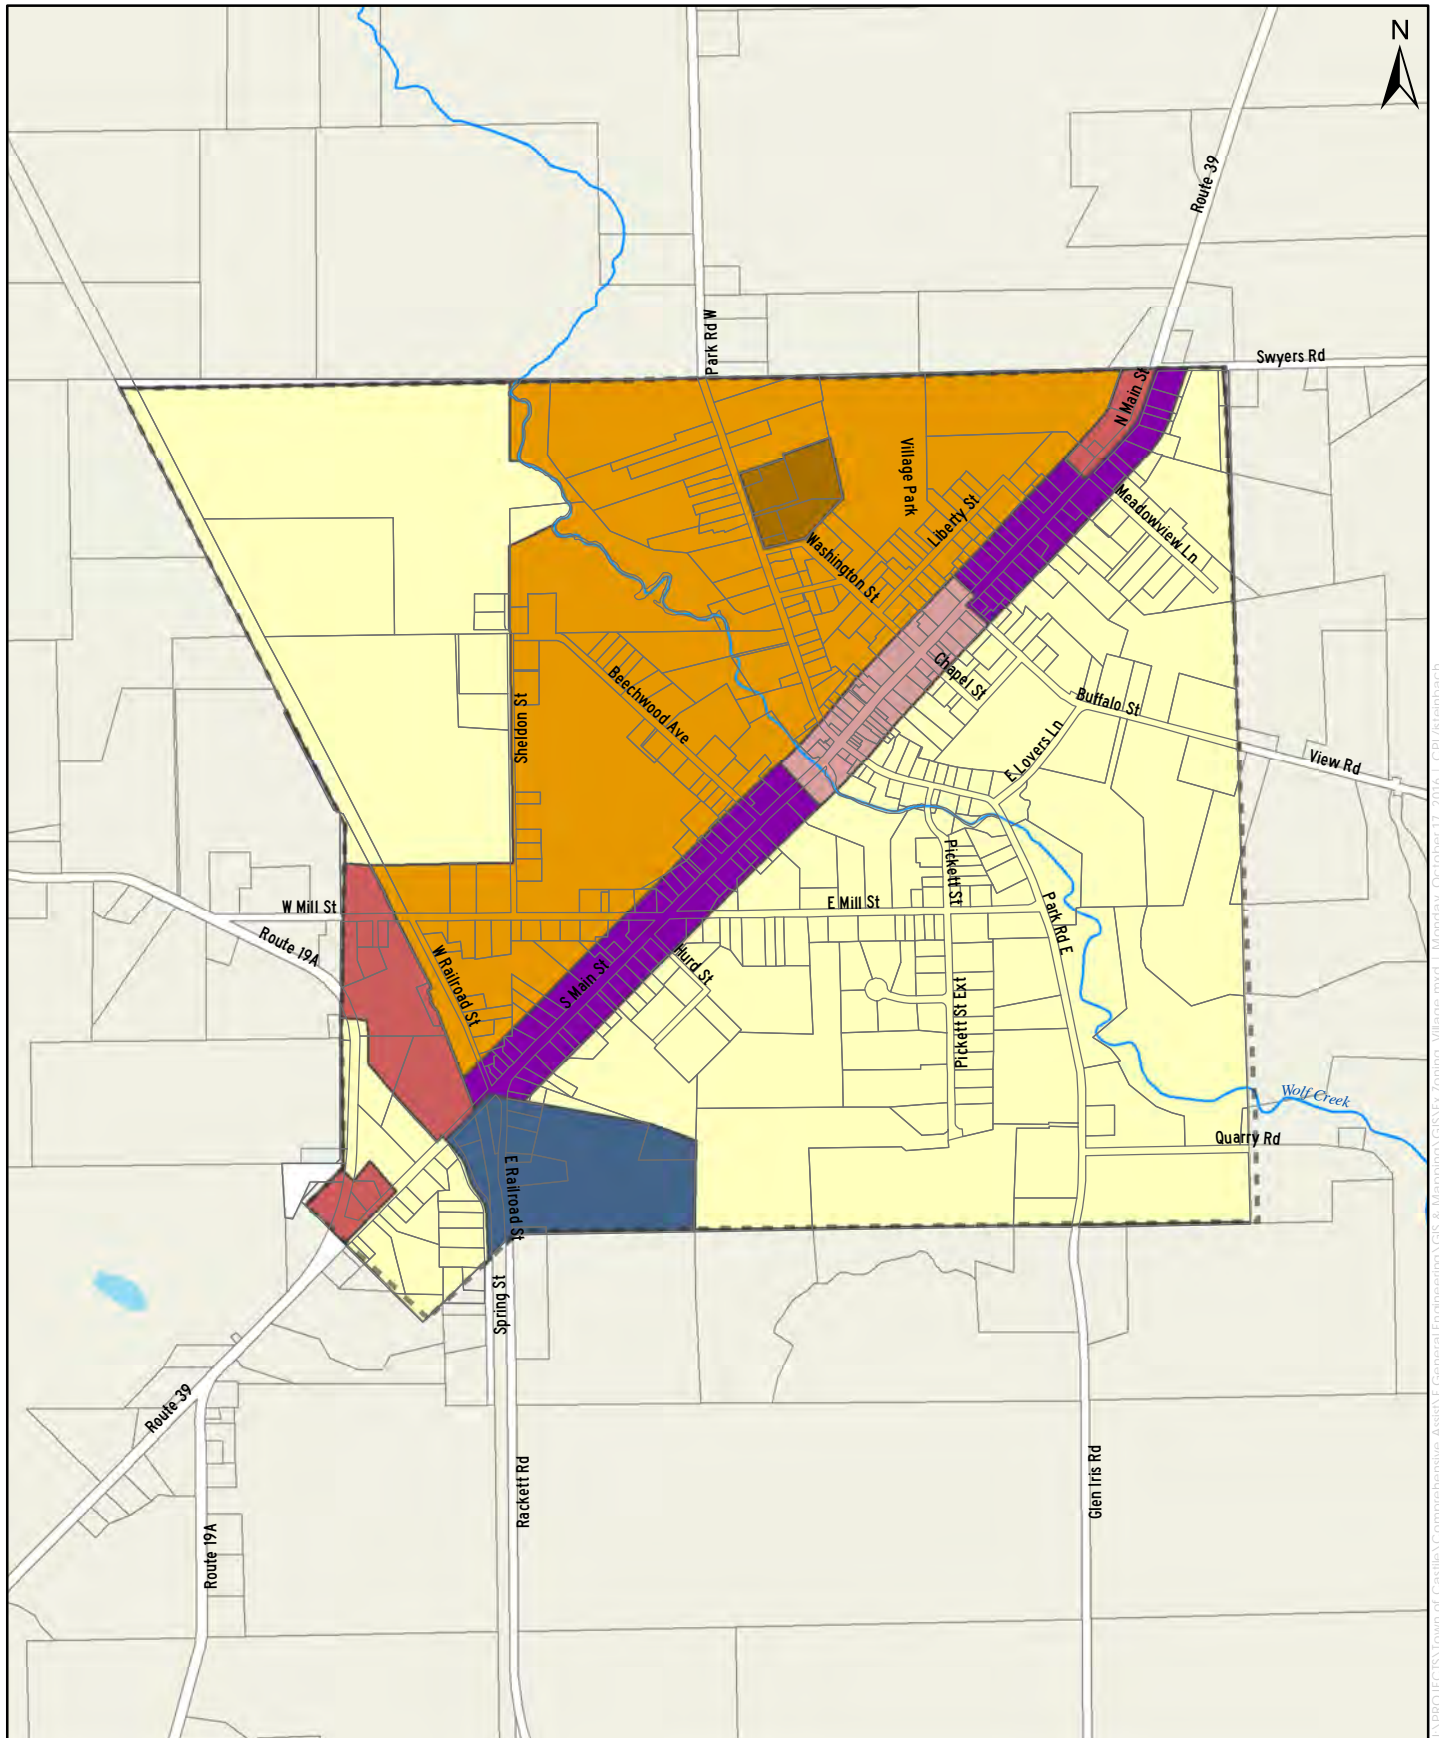 N
Route 39
Park Rd W
Swyers Rd
N Main St
Village Park
Liberty St
Meadowview Ln
Washington St
Chapel St
Beechwood Ave
Sheldon St
Buffalo St
E Lovers Ln
View Rd
Pickett St
E Mill St
W Mill St
Park Rd E
Route 19A
W Railroad St
S Main St
Hurd St
Pickett St Ext
Wolf Creek
Quarry Rd
E Railroad St
Spring St
Route 39
Rackett Rd
Glen Iris Rd
Route 19A